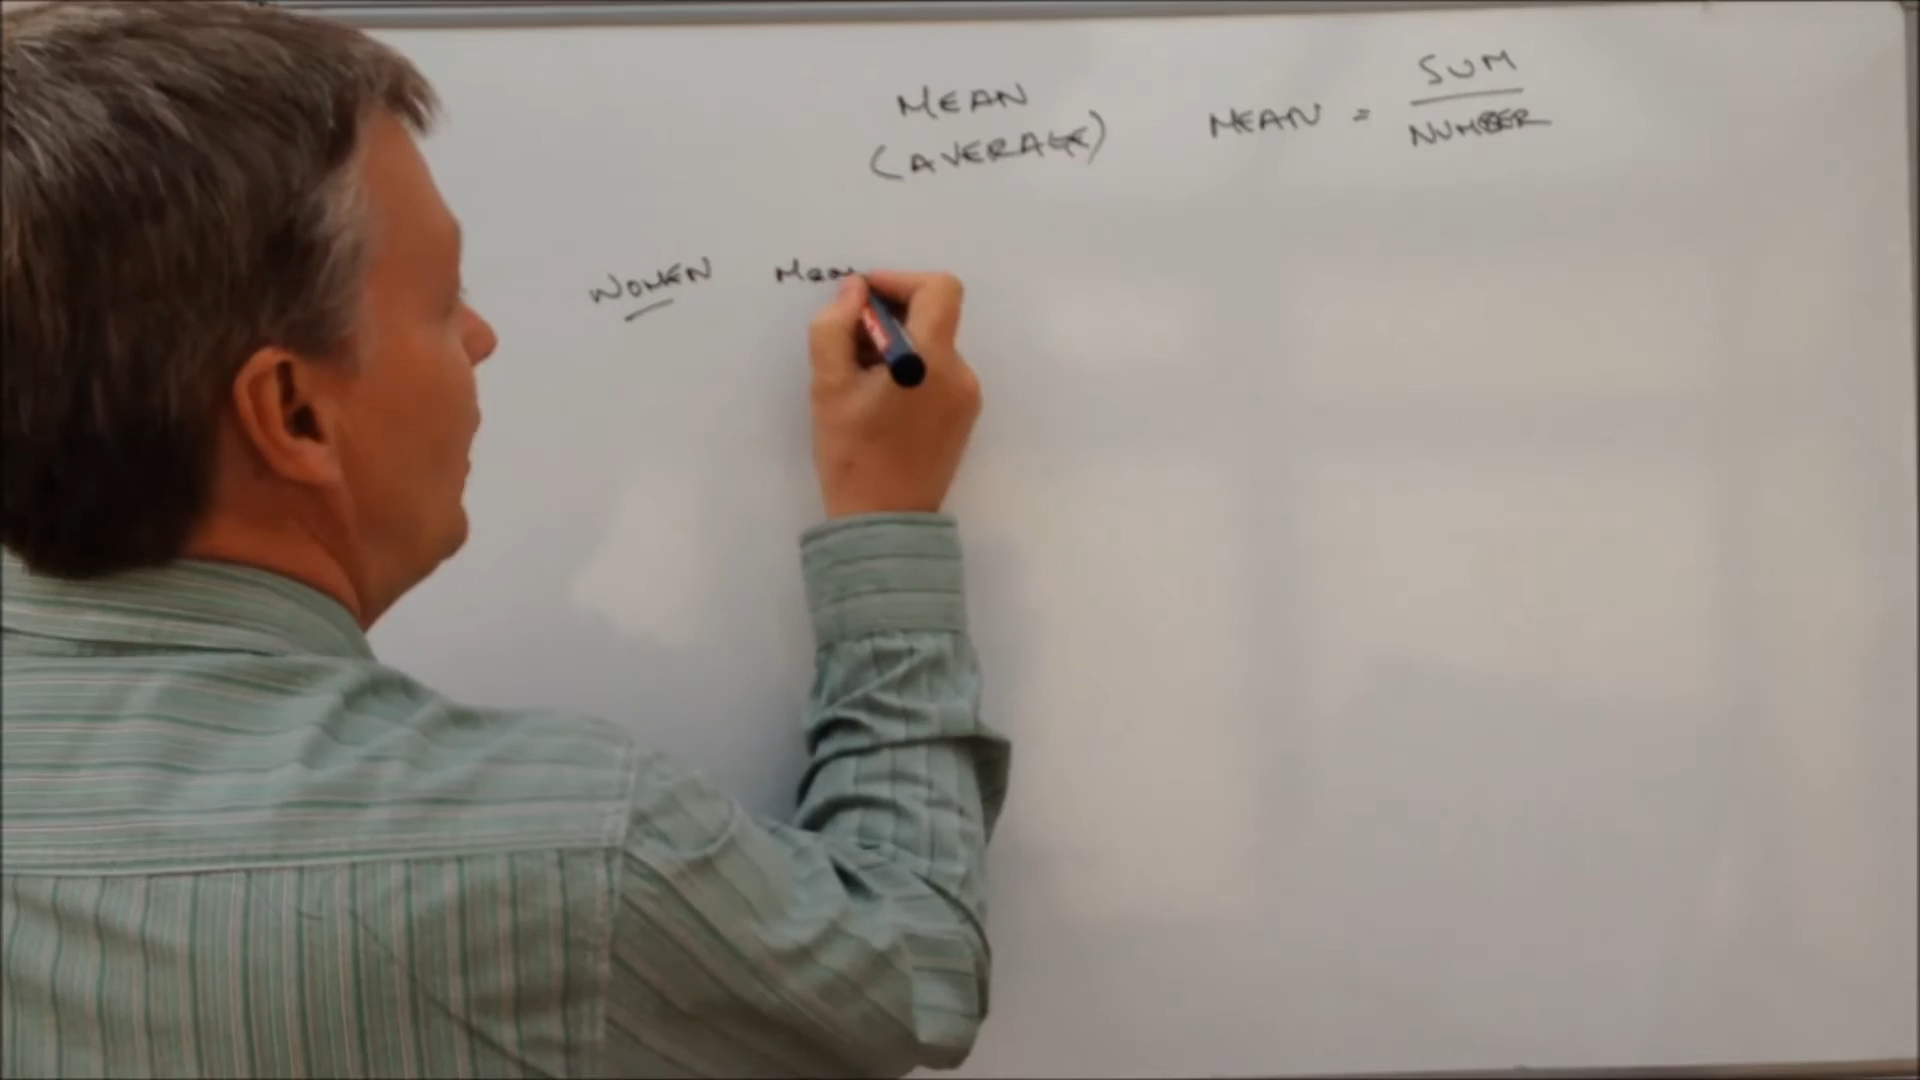 MEAN
(AVERAGE)
MEAN = SUM
NUMBER
WOMEN Mean